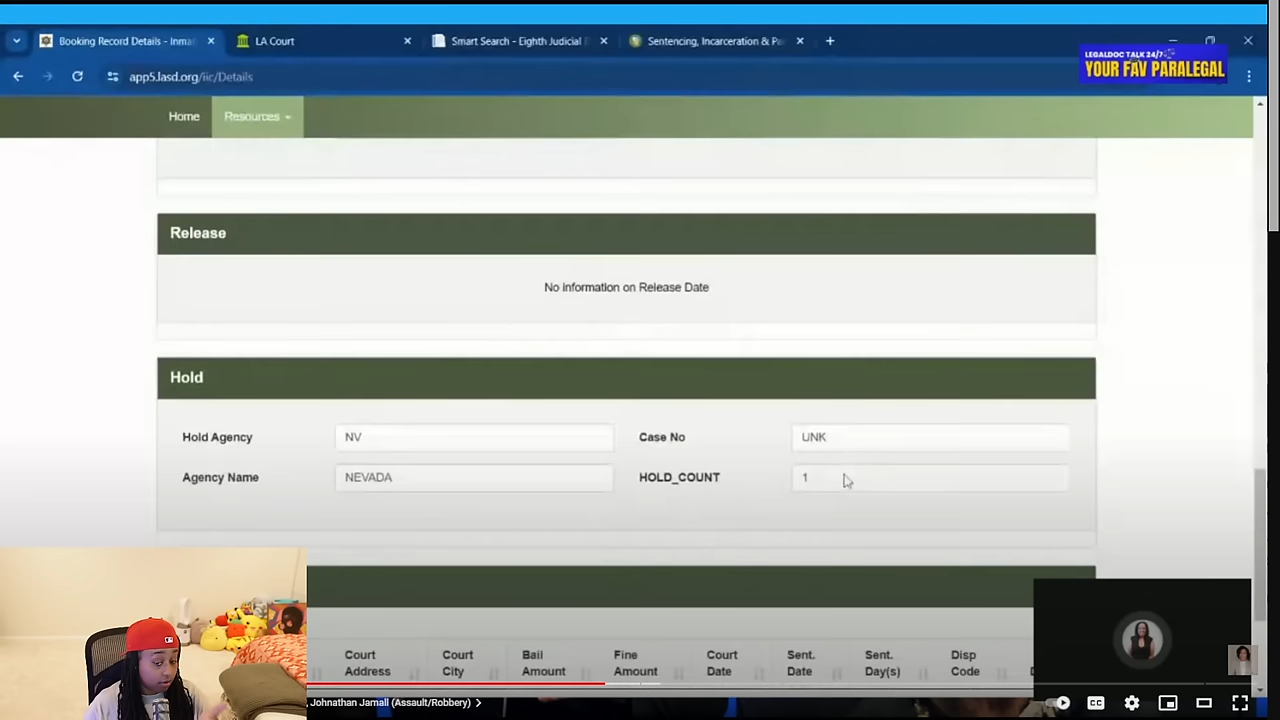 Booking Record Details - Inma
LA Court
Smart Search - Eighth Judicial
Sentencing, Incarceration & Pa
LEGALDOC TALK 24/7
YOUR FAV PARALEGAL
app5.lasd.org/iic/Details
Home
Resources
Release
No information on Release Date
Hold
Hold Agency
NV
Case No
UNK
Agency Name
NEVADA
HOLD_COUNT
1
Court Address
Court City
Bail Amount
Fine Amount
Court Date
Sent. Date
Sent. Day(s)
Disp Code
Johnathan Jamall (Assault/Robbery)
CC